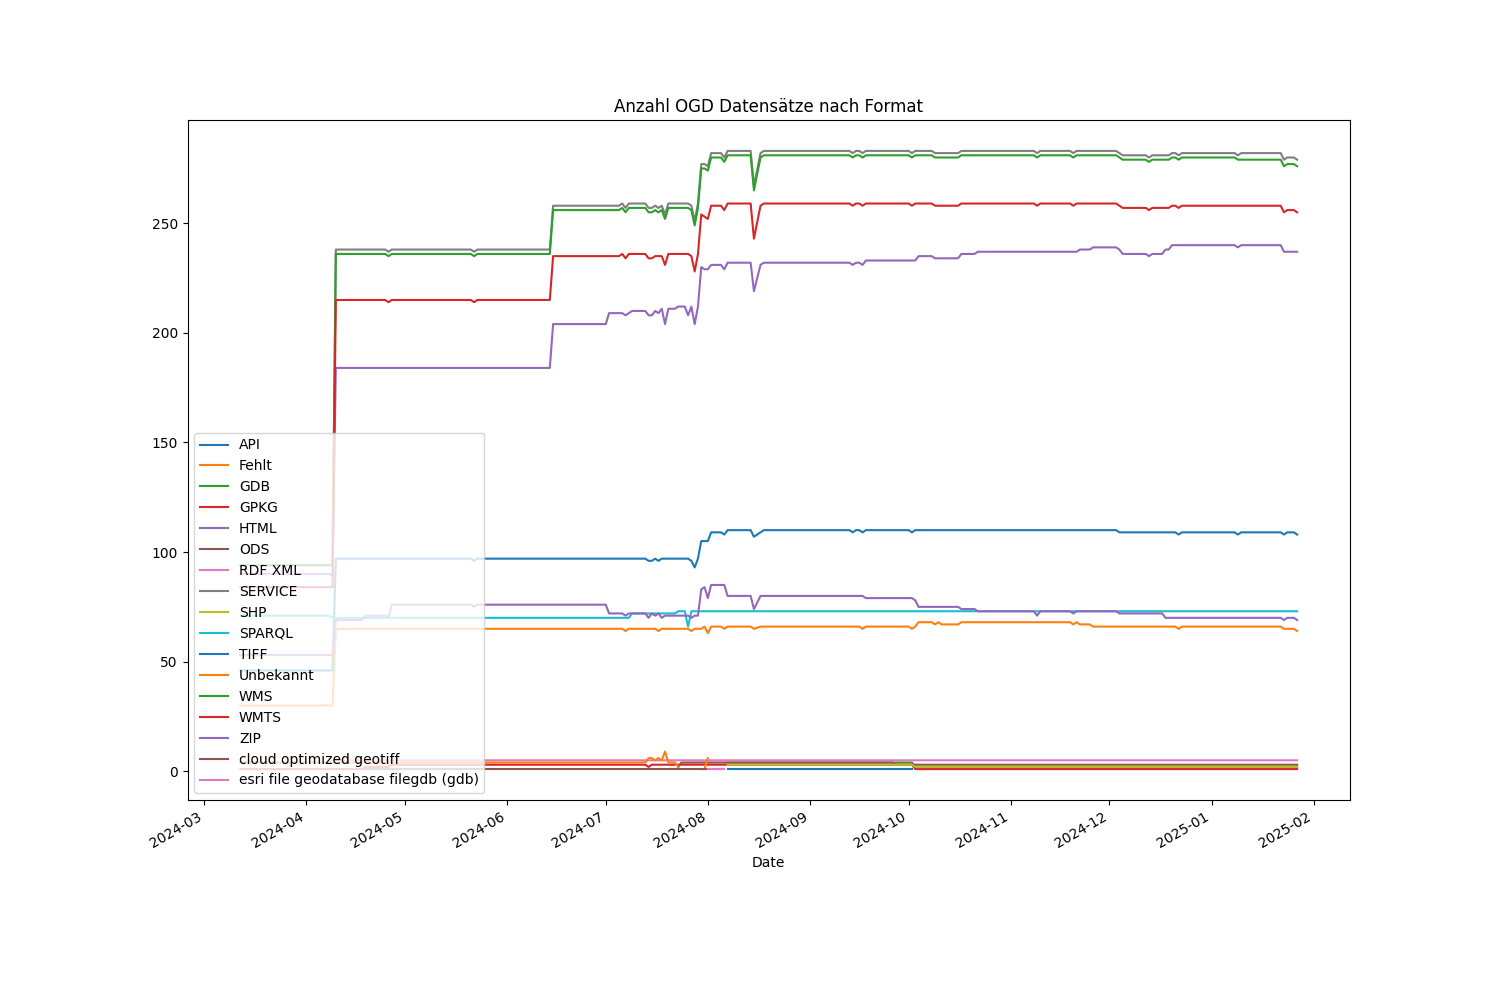 Anzahl OGD Datensätze nach Format
250
200
150
100
50
0
API
Fehlt
GDB
GPKG
HTML
ODS
RDF XML
SERVICE
SHP
SPARQL
TIFF
Unbekannt
WMS
WMTS
ZIP
cloud optimized geotiff
esri file geodatabase filegdb (gdb)
2024-03
2024-04
2024-05
2024-06
2024-07
2024-08
2024-09
2024-10
2024-11
2024-12
2025-01
2025-02
Date